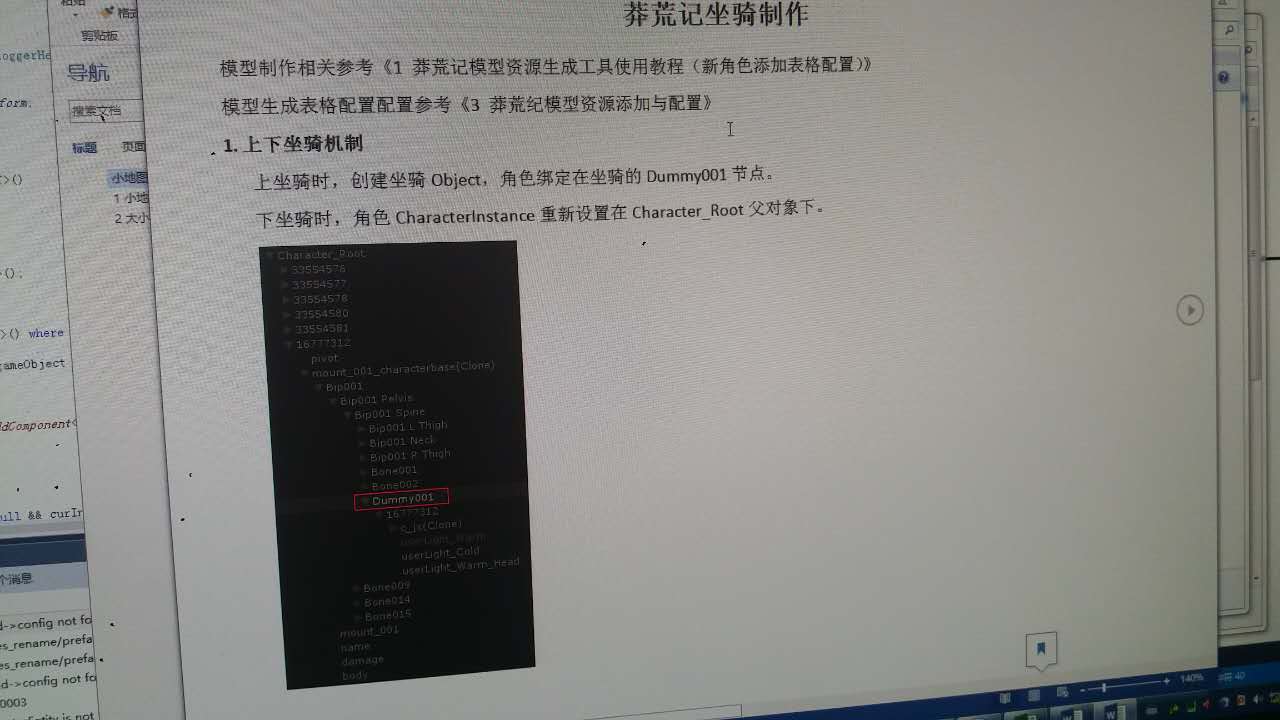 莽荒记坐骑制作
模型制作相关参考《1 莽荒记模型资源生成工具使用教程（新角色添加表格配置）》
模型生成表格配置配置参考《3 莽荒纪模型资源添加与配置》
1. 上下坐骑机制
上坐骑时，创建坐骑 Object，角色绑定在坐骑的 Dummy001 节点。
下坐骑时，角色 CharacterInstance 重新设置在 Character_Root 父对象下。
Character_Root
33554576
33554577
33554578
33554580
33554581
16777312
pivot
mount_001_characterbase(Clone)
Bip001
Bip001 Pelvis
Bip001 Spine
Bip001 L Thigh
Bip001 Neck
Bip001 R Thigh
Bone001
Bone002
Dummy001
16777312
c_jx(Clone)
userLight_Warm
userLight_Cold
userLight_Warm_Head
Bone009
Bone014
Bone015
mount_001
name
damage
body
剪贴板
导航
搜索文档
标题 页面
小地图
1 小地
2 大小
oggerHe
form;
>()
>();
>() where
ameObject
dComponent<
ull && curIn
个消息
d->config not fo
es_rename/prefa
es_rename/prefa
d->config not fo
0003
Entity is not
140%